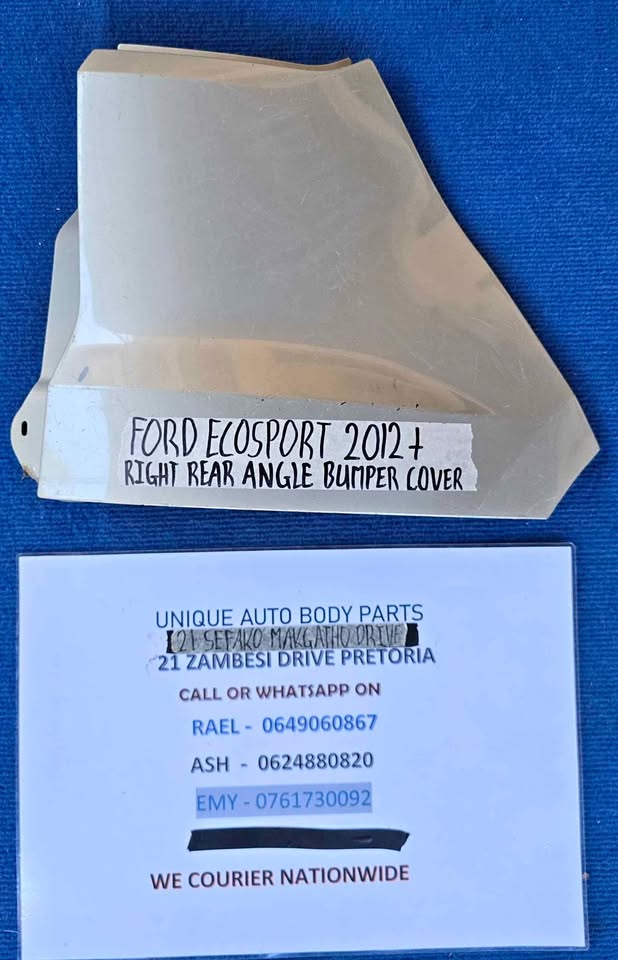 FORD ECOSPORT 2012+
RIGHT REAR ANGLE BUMPER COVER
UNIQUE AUTO BODY PARTS
21 SEFAKO MAKGATHO DRIVE
21 ZAMBESI DRIVE PRETORIA
CALL OR WHATSAPP ON
RAEL - 0649060867
ASH - 0624880820
EMY - 0761730092
WE COURIER NATIONWIDE